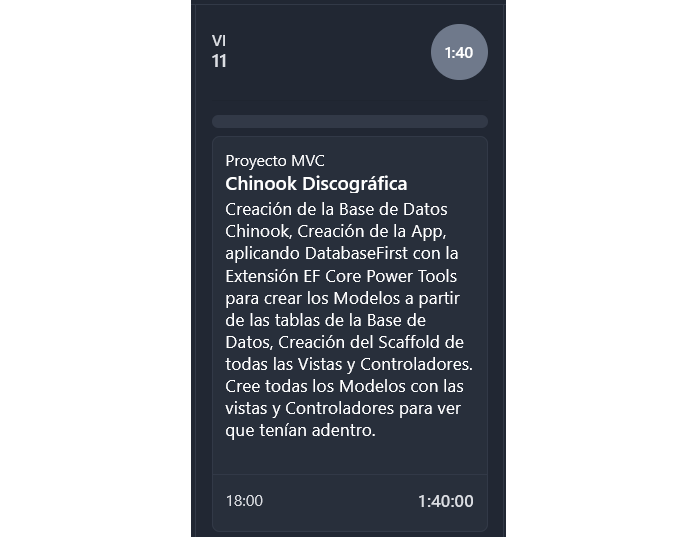 VI
11
1:40
Proyecto MVC
Chinook Discográfica
Creación de la Base de Datos
Chinook, Creación de la App,
aplicando DatabaseFirst con la
Extensión EF Core Power Tools
para crear los Modelos a partir
de las tablas de la Base de
Datos, Creación del Scaffold de
todas las Vistas y Controladores.
Cree todas los Modelos con las
vistas y Controladores para ver
que tenían adentro.
18:00
1:40:00